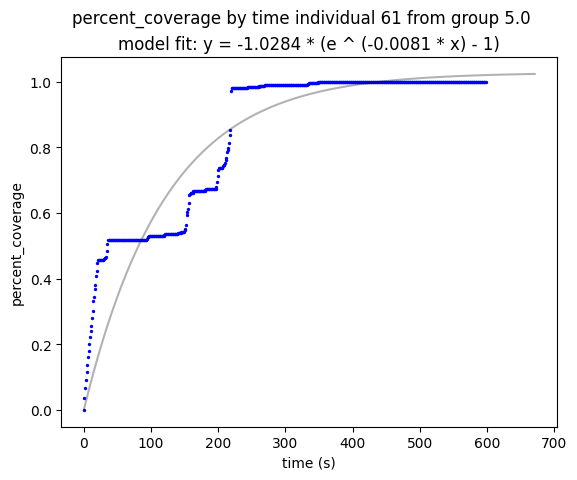 percent_coverage by time individual 61 from group 5.0
model fit: y = -1.0284 * (e ^ (-0.0081 * x) - 1)
percent_coverage
1.0
0.8
0.6
0.4
0.2
0.0
0 100 200 300 400 500 600 700
time (s)